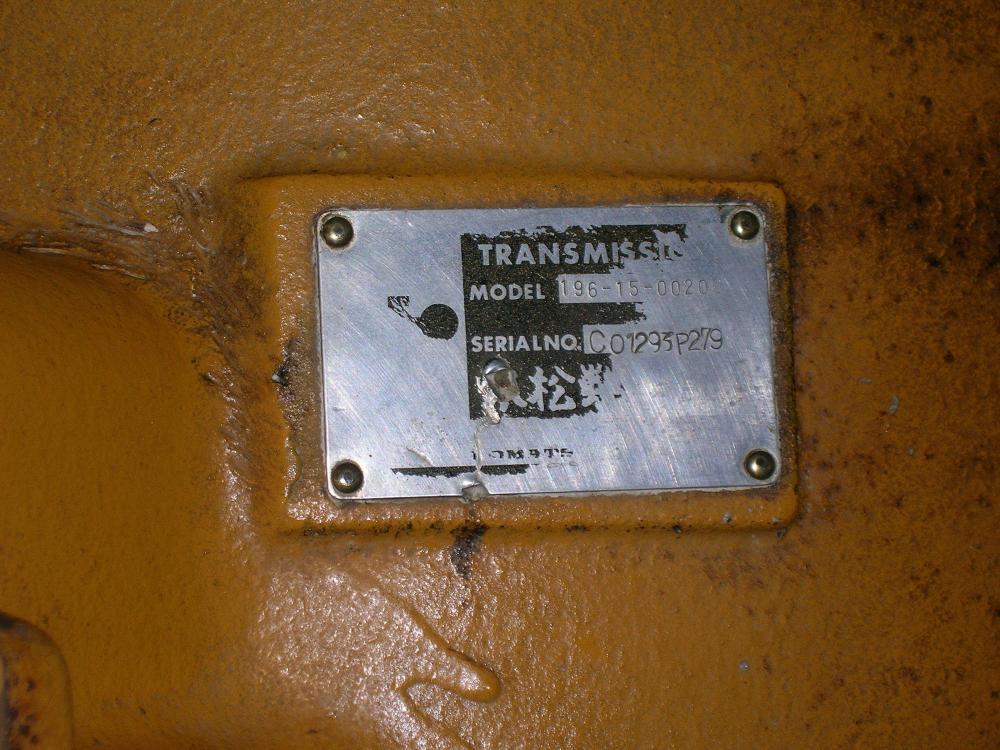 TRANSMISSI
MODEL 196-15-0020
SERIAL NO. C01293P279
松